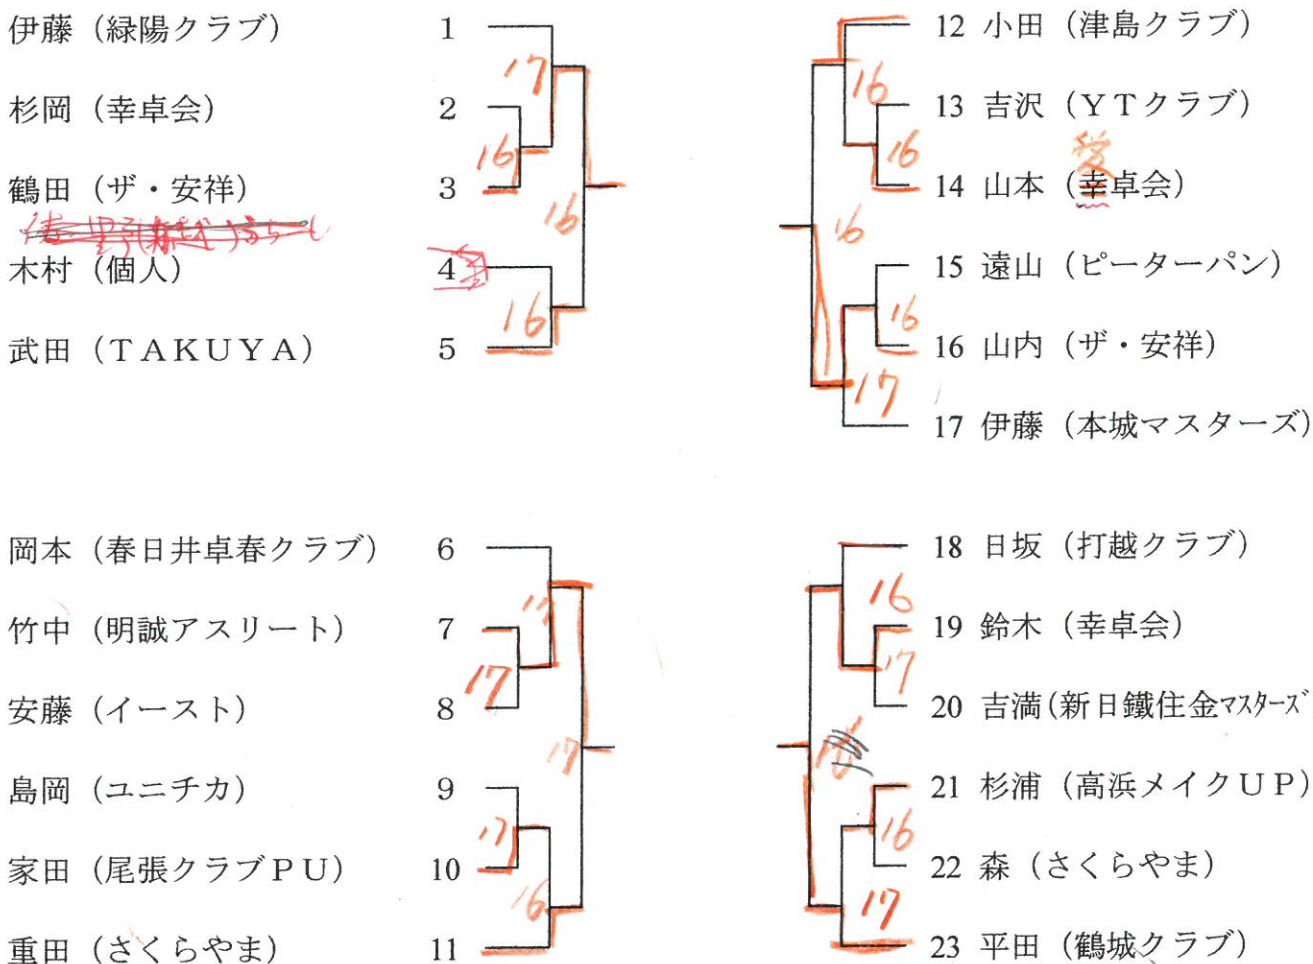 伊藤（緑陽クラブ） 1
17
杉岡（幸卓会） 2
16
鶴田（ザ・安祥） 3
16
木村（個人） 4
16
武田（ＴＡＫＵＹＡ） 5
岡本（春日井卓春クラブ） 6
17
竹中（明誠アスリート） 7
17
安藤（イースト） 8
17
島岡（ユニチカ） 9
17
家田（尾張クラブＰＵ） 10
16
重田（さくらやま） 11
12 小田（津島クラブ）
16
13 吉沢（ＹＴクラブ）
愛
16
14 山本（幸卓会）
16
15 遠山（ピーターパン）
16
16 山内（ザ・安祥）
17
17 伊藤（本城マスターズ）
18 日坂（打越クラブ）
16
19 鈴木（幸卓会）
17
20 吉満(新日鐵住金ﾏｽﾀｰｽﾞ
21 杉浦（高浜メイクＵＰ）
16
22 森（さくらやま）
17
23 平田（鶴城クラブ）